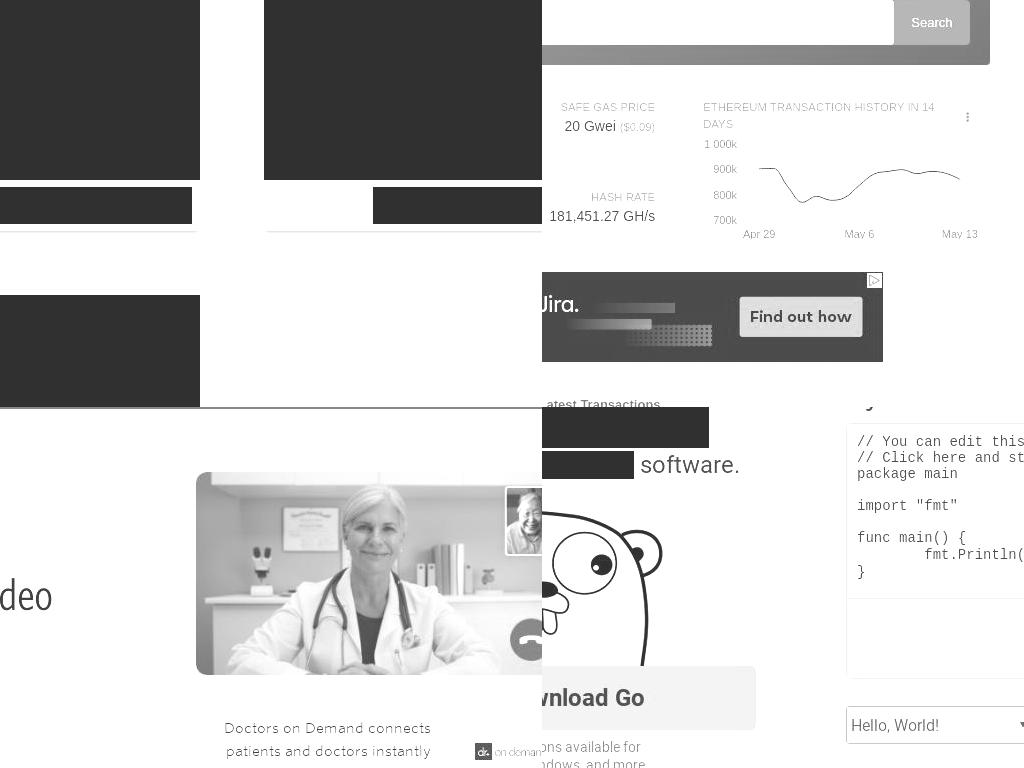 Search
SAFE GAS PRICE
20 Gwei ($0.09)
HASH RATE
181,451.27 GH/s
ETHEREUM TRANSACTION HISTORY IN 14
DAYS
1 000k
900k
800k
700k
Apr 29 May 6 May 13
Jira.
Find out how
atest Transactions
deo
Doctors on Demand connects
patients and doctors instantly
dr. on deman
software.
wnload Go
ons available for
ndows, and more
// You can edit this
// Click here and st
package main
import "fmt"
func main() {
fmt.Println(
}
Hello, World!